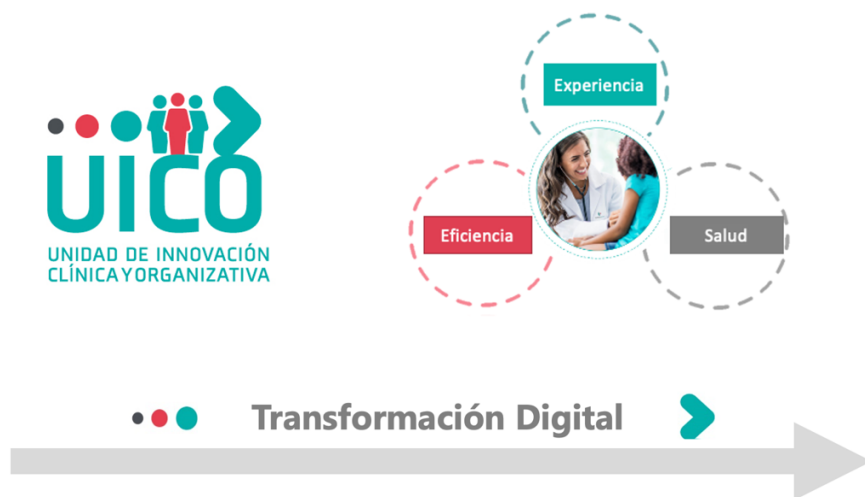 UICO
UNIDAD DE INNOVACIÓN
CLÍNICA Y ORGANIZATIVA
Experiencia
Eficiencia
Salud
Transformación Digital